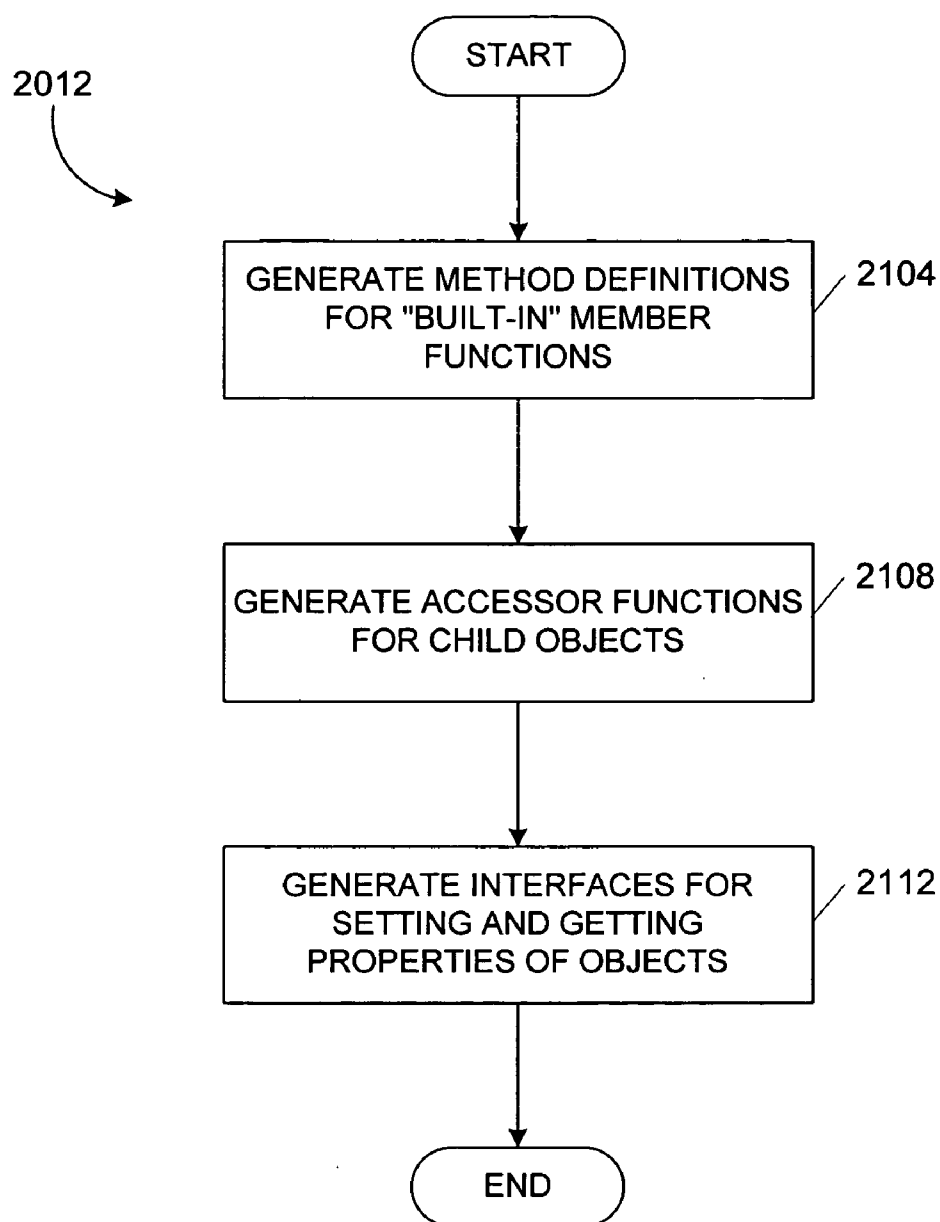 START
2012
GENERATE METHOD DEFINITIONS
FOR "BUILT-IN" MEMBER
FUNCTIONS
2104
GENERATE ACCESSOR FUNCTIONS
FOR CHILD OBJECTS
2108
GENERATE INTERFACES FOR
SETTING AND GETTING
PROPERTIES OF OBJECTS
2112
END